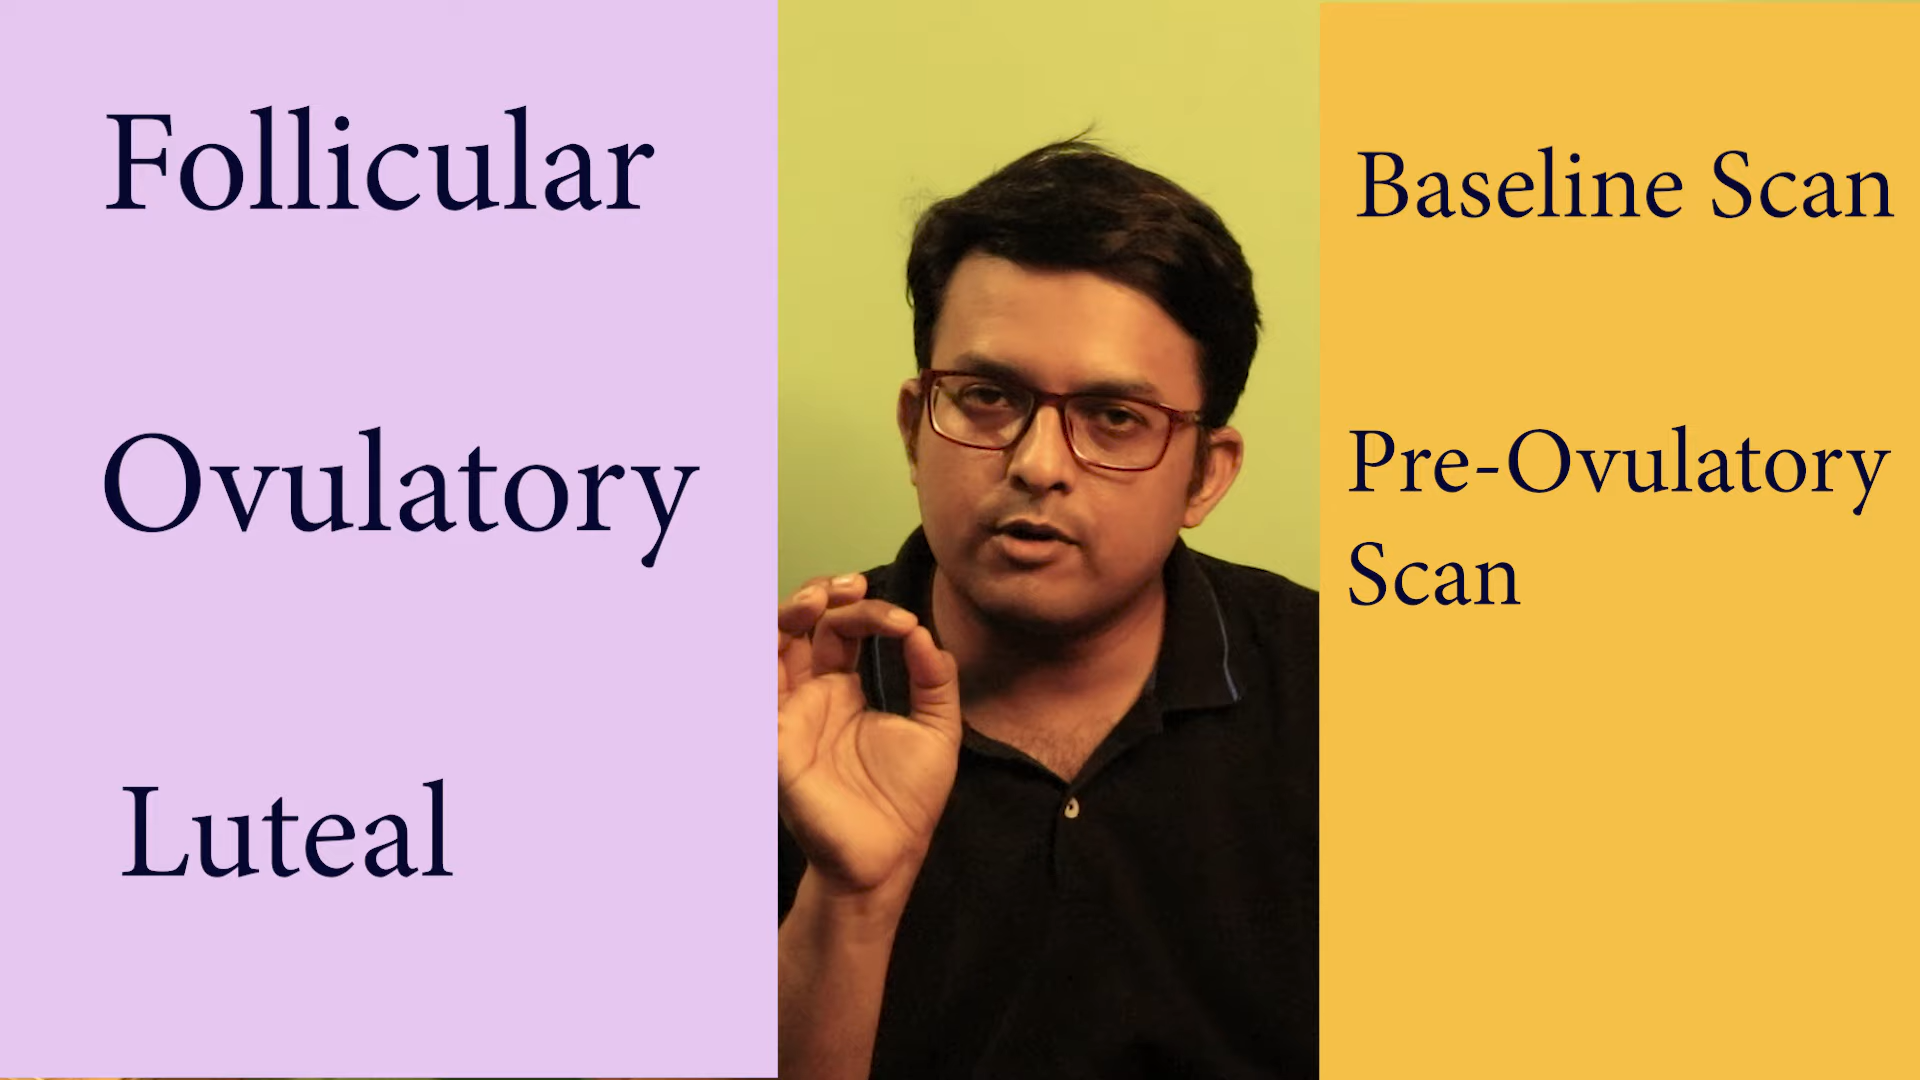 Follicular
Ovulatory
Luteal
Baseline Scan
Pre-Ovulatory
Scan